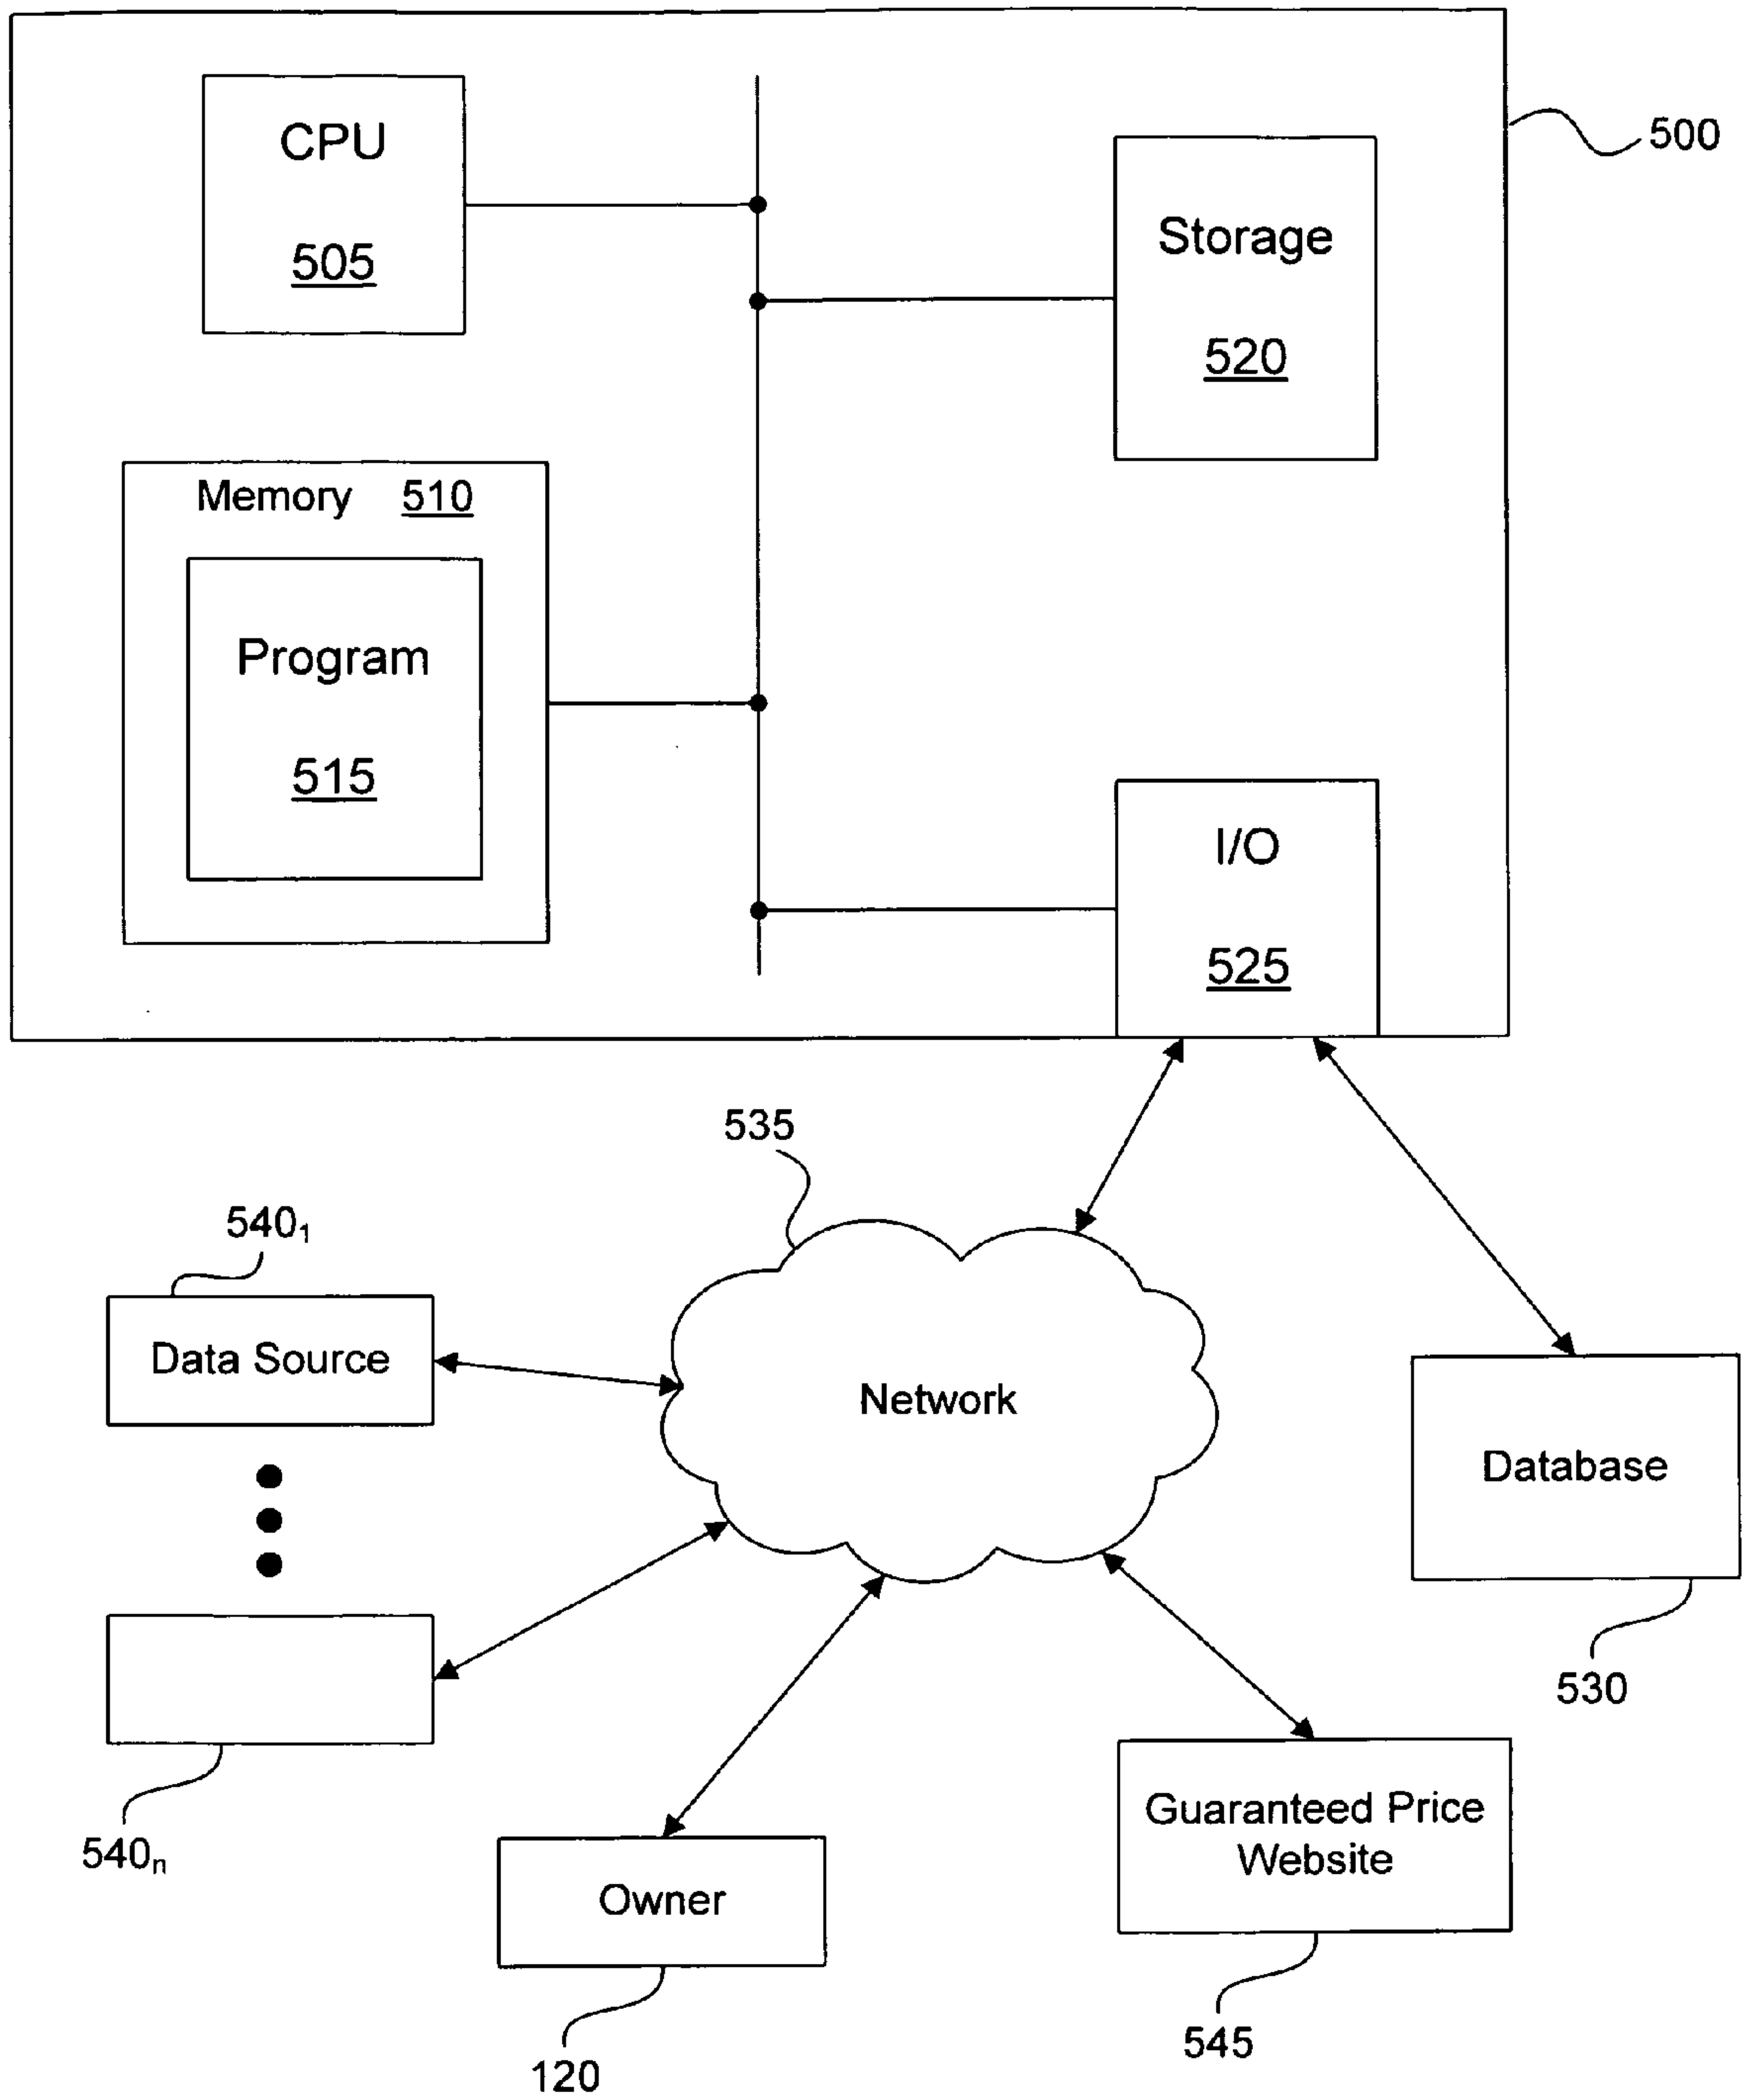 CPU
505
500
Storage
520
Memory 510
Program
515
I/O
525
535
540₁
Data Source
Network
Database
530
540ₙ
Guaranteed Price
Website
Owner
545
120